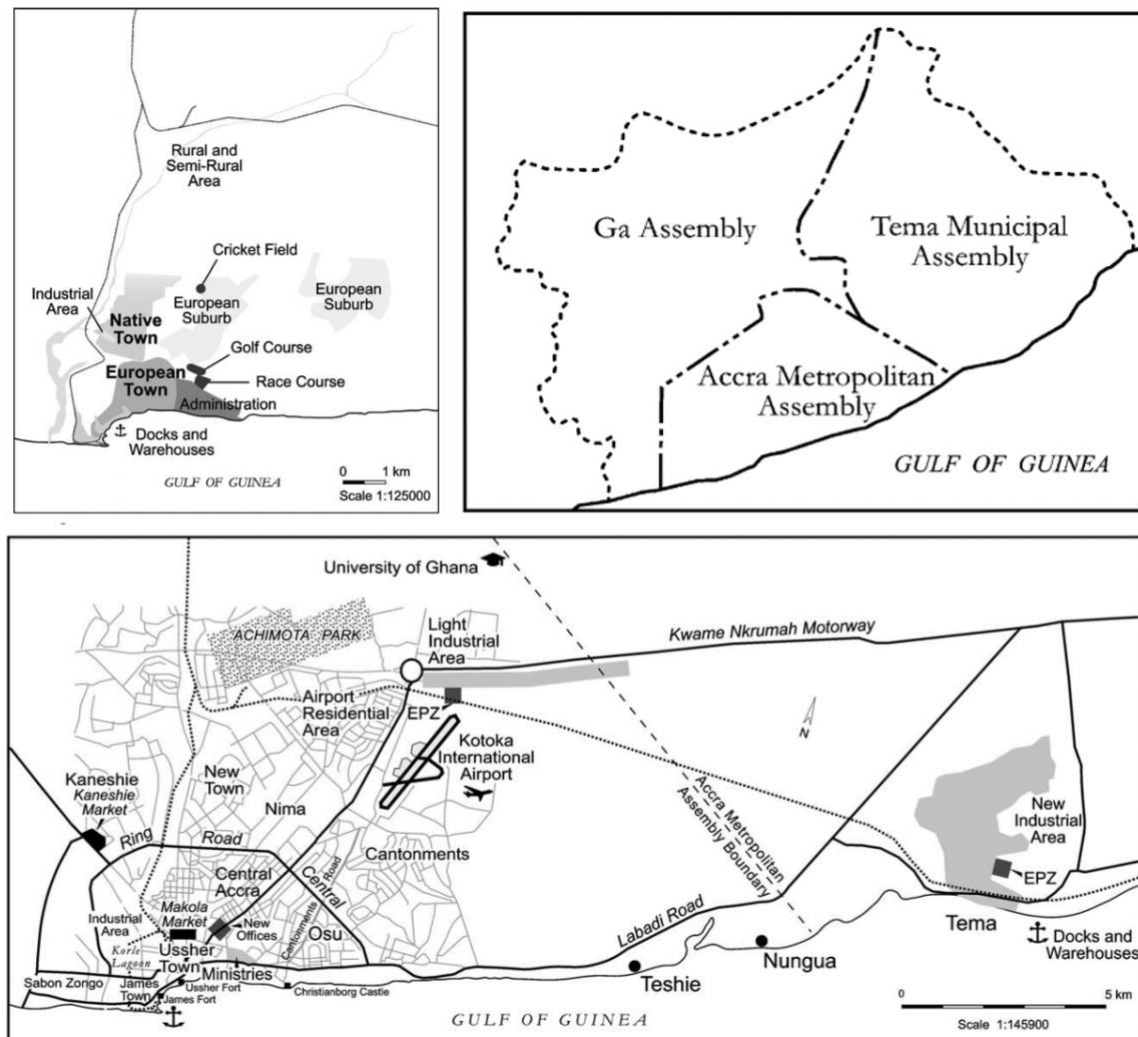 Rural and
Semi-Rural
Area
Cricket Field
Industrial
Area
European
Suburb
European
Suburb
Native
Town
Golf Course
European
Town
Race Course
Administration
Docks and
Warehouses
GULF OF GUINEA
0 1 km
Scale 1:125000
Ga Assembly
Tema Municipal
Assembly
Accra Metropolitan
Assembly
GULF OF GUINEA
University of Ghana
ACHIMOTA PARK
Light
Industrial
Area
Kwame Nkrumah Motorway
Airport
Residential
Area
EPZ
N
Kotoka
International
Airport
Kaneshie
Kaneshie
Market
New
Town
Nima
Ring Road Central
Accra Metropolitan
Assembly Boundary
New
Industrial
Area
EPZ
Cantonments
Central
Accra
Cantonments Road
Makola
Market
New
Offices
Osu
Industrial
Area
Korle
Lagoon
Ussher
Town
Ministries
Labadi Road
Tema
Docks and
Warehouses
Nungua
Teshie
Sabon Zongo
James
Town
Ussher Fort
James Fort
Christianborg Castle
GULF OF GUINEA
0 5 km
Scale 1:145900